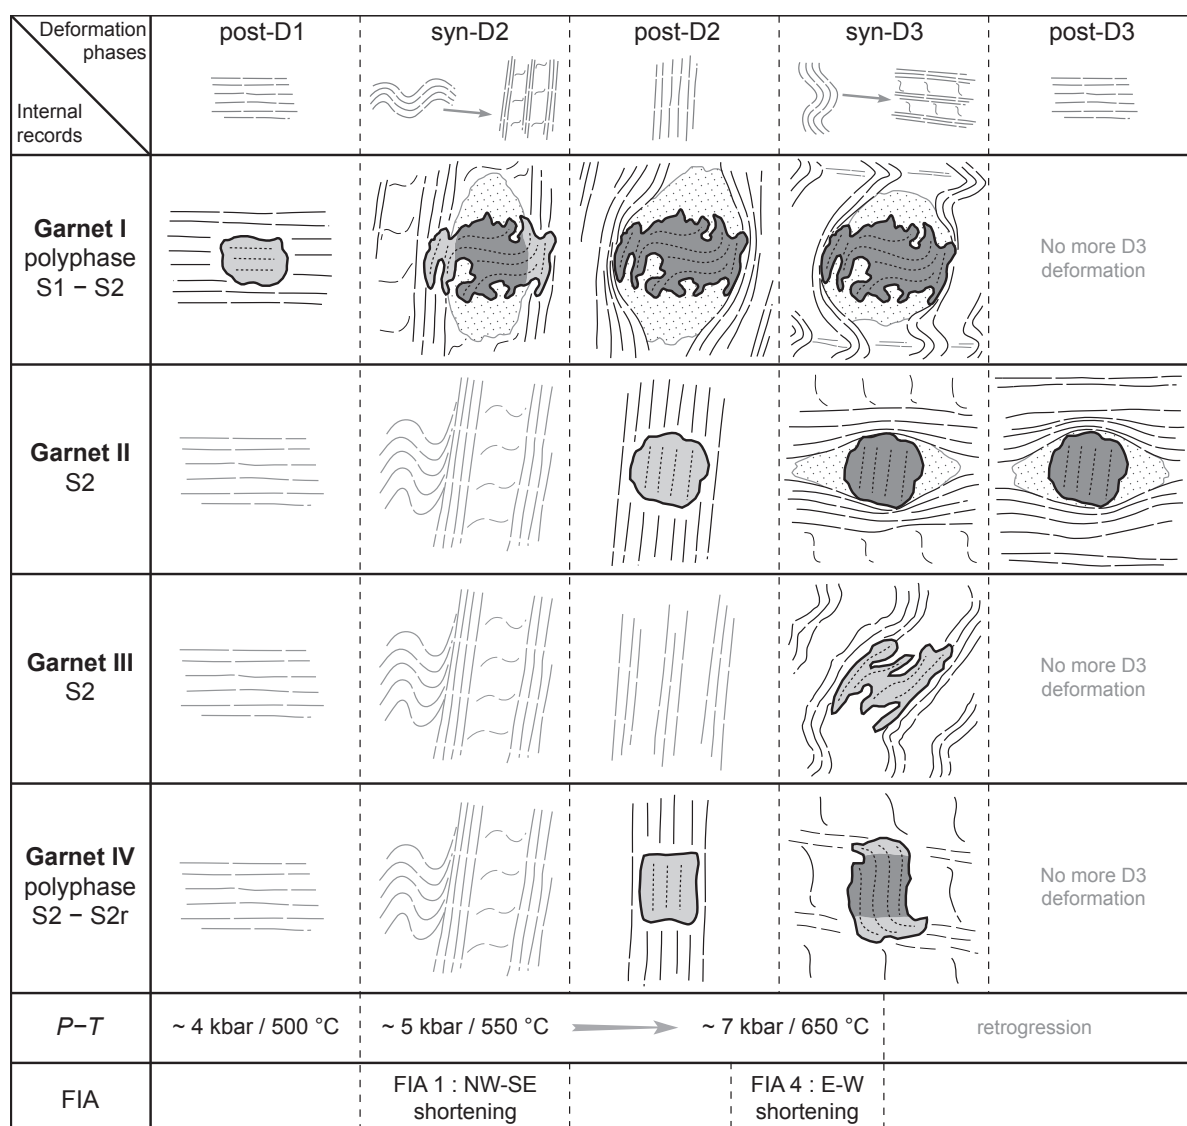 Deformation
phases
Internal
records
post-D1
syn-D2
post-D2
syn-D3
post-D3
Garnet I
polyphase
S1 − S2
No more D3
deformation
Garnet II
S2
Garnet III
S2
No more D3
deformation
Garnet IV
polyphase
S2 − S2r
No more D3
deformation
P−T
~ 4 kbar / 500 °C
~ 5 kbar / 550 °C
~ 7 kbar / 650 °C
retrogression
FIA
FIA 1 : NW-SE
shortening
FIA 4 : E-W
shortening